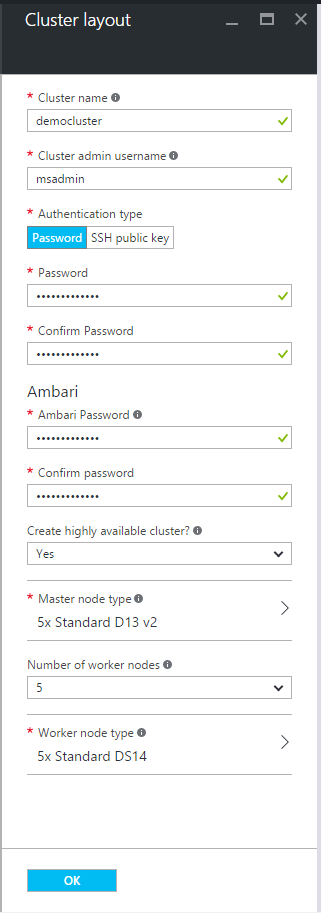 Cluster layout
* Cluster name
democluster
* Cluster admin username
msadmin
* Authentication type
Password SSH public key
* Password
•••••••••••••
* Confirm Password
•••••••••••••
Ambari
* Ambari Password
•••••••••••••
* Confirm password
•••••••••••••
Create highly available cluster?
Yes
* Master node type
5x Standard D13 v2
Number of worker nodes
5
* Worker node type
5x Standard DS14
OK